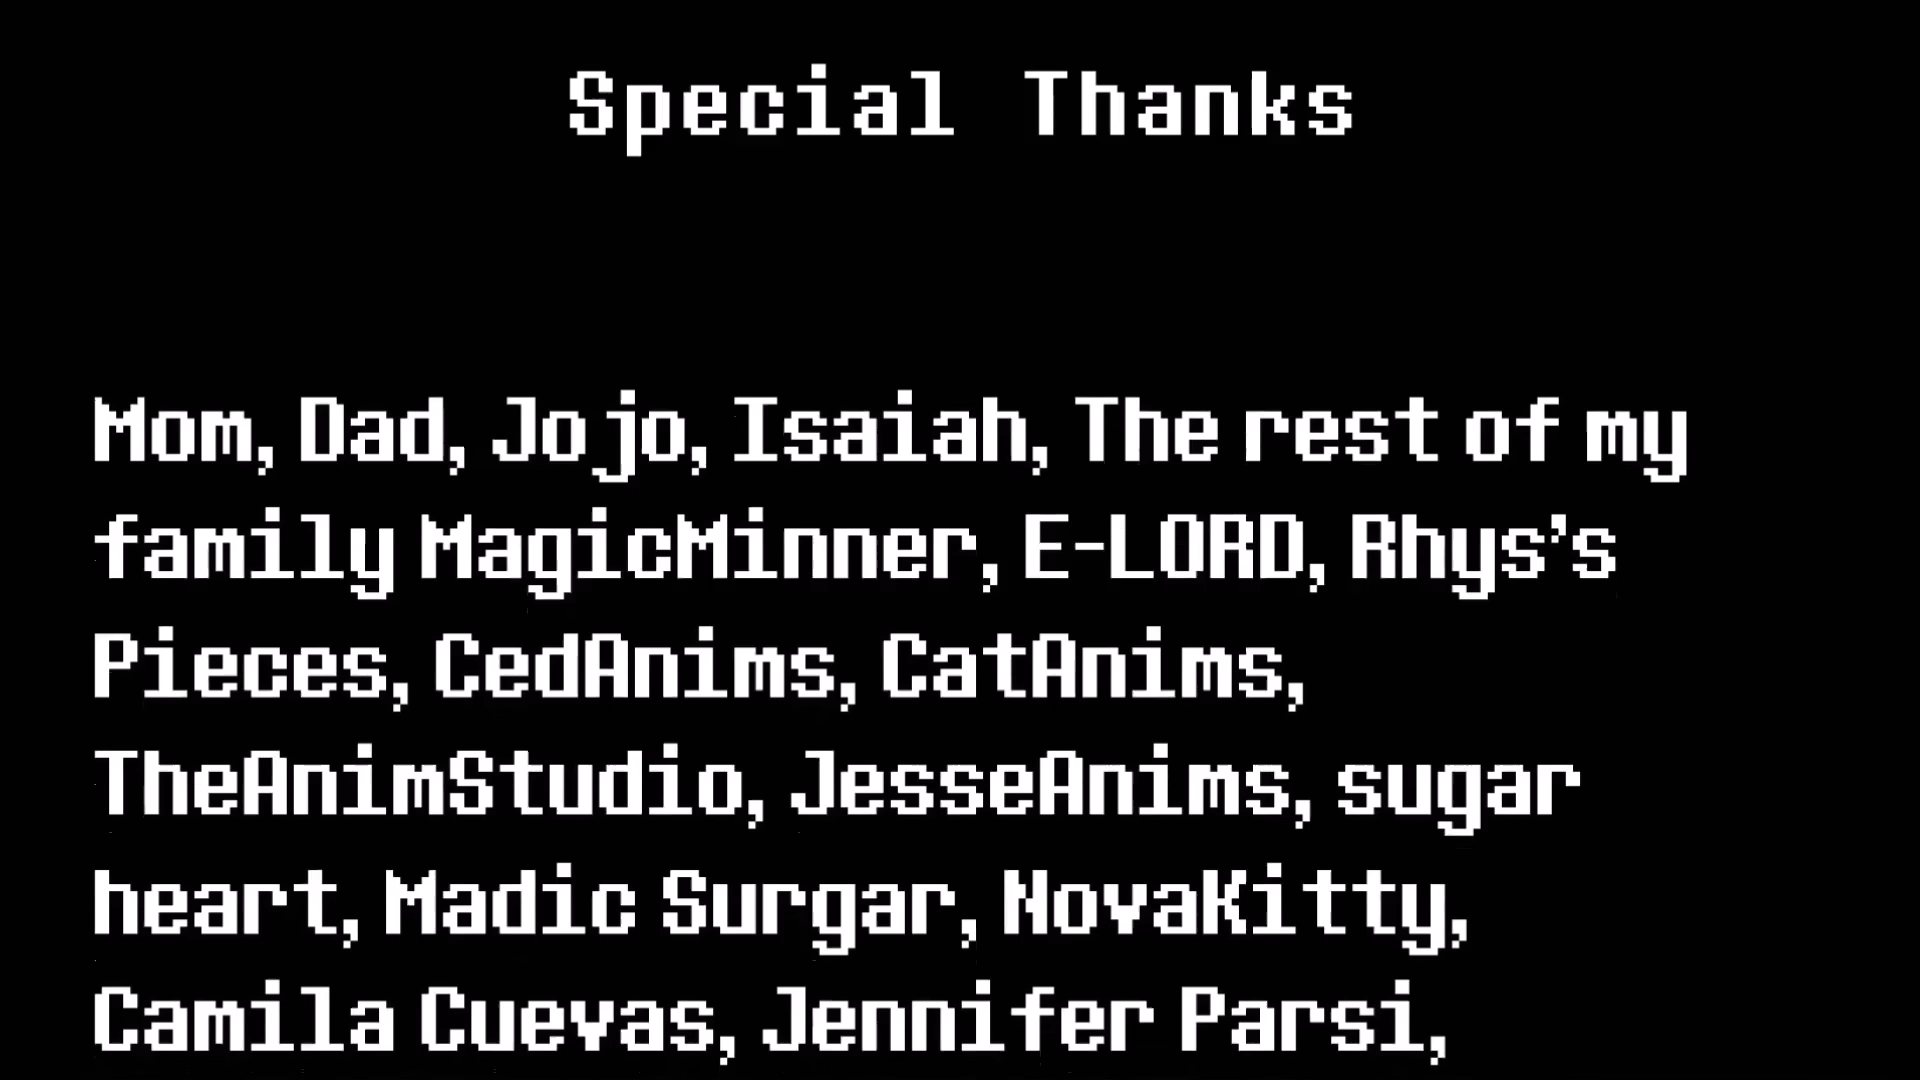 Special Thanks
Mom, Dad, Jojo, Isaiah, The rest of my
family MagicMinner, E-LORD, Rhys's
Pieces, CedAnims, CatAnims,
TheAnimStudio, JesseAnims, sugar
heart, Madic Surgar, NovaKitty,
Camila Cuevas, Jennifer Parsi,